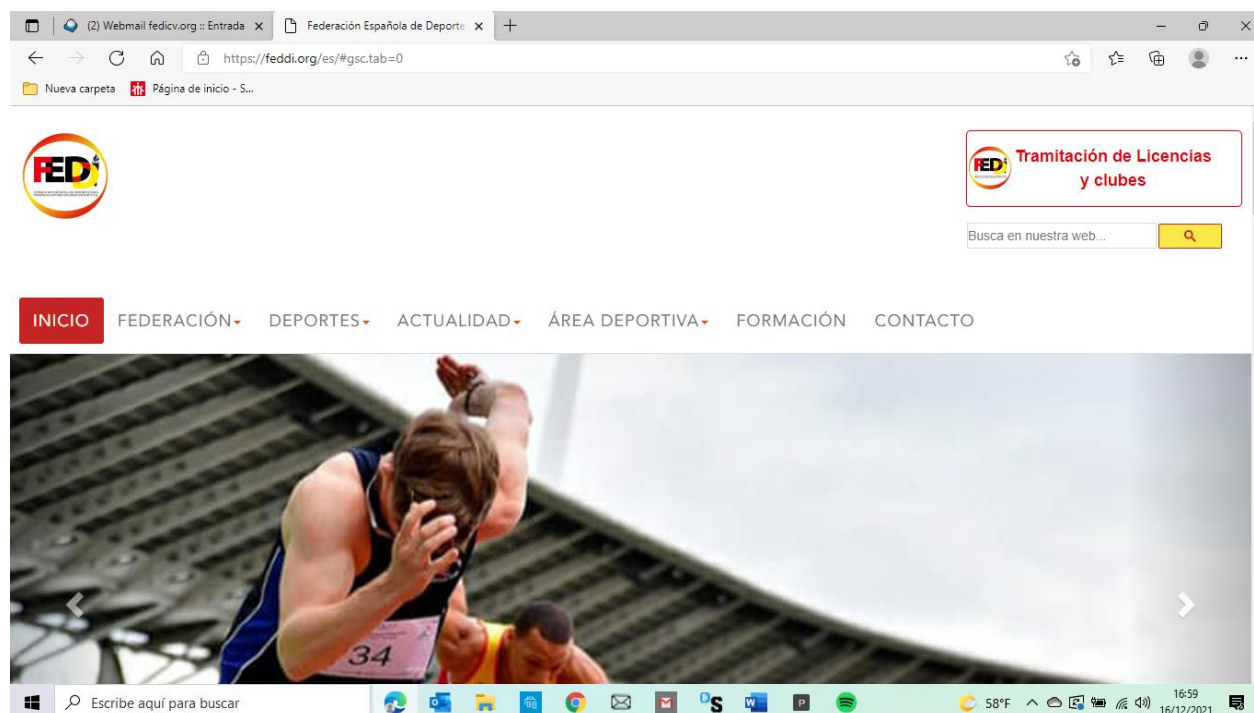 (2) Webmail fedicv.org :: Entrada
Federación Española de Deporte
https://feddi.org/es/#gsc.tab=0
Nueva carpeta
Página de inicio - S...
FEDDI
FEDDI
Tramitación de Licencias
y clubes
Busca en nuestra web...
INICIO
FEDERACIÓN
DEPORTES
ACTUALIDAD
ÁREA DEPORTIVA
FORMACIÓN
CONTACTO
34
Escribe aquí para buscar
58°F
16:59
16/12/2021